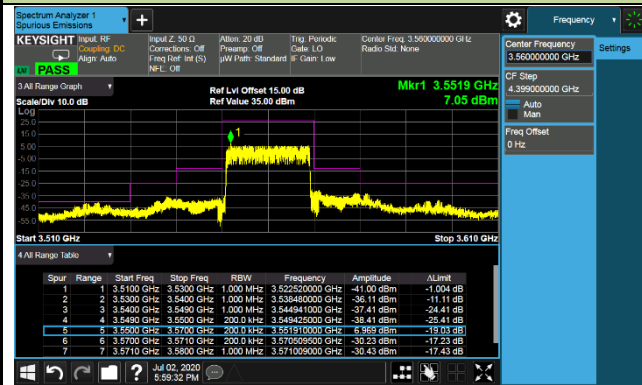 Spectrum Analyzer 1
Spurious Emissions
Frequency
KEYSIGHT
Input: RF
Coupling: DC
Align: Auto
Input Z: 50 Ω
Corrections: Off
Freq Ref: Int (S)
NFE: Off
Atten: 20 dB
Preamp: Off
µW Path: Standard
Trig: Periodic
Gate: LO
IF Gain: Low
Center Freq: 3.560000000 GHz
Radio Std: None
PASS
Center Frequency
3.560000000 GHz
Settings
CF Step
4.399000000 GHz
Auto
Man
Freq Offset
0 Hz
3 All Range Graph
Scale/Div 10.0 dB
Ref Lvl Offset 15.00 dB
Ref Value 35.00 dBm
Mkr1 3.5519 GHz
7.05 dBm
Log
25.0
15.0
5.00
-5.00
-15.0
-25.0
-35.0
-45.0
-55.0
1
Start 3.510 GHz
Stop 3.610 GHz
4 All Range Table
Spur Range Start Freq Stop Freq RBW Frequency Amplitude ΔLimit
1 1 3.5100 GHz 3.5300 GHz 1.000 MHz 3.522520000 GHz -41.00 dBm -1.004 dB
2 2 3.5300 GHz 3.5400 GHz 1.000 MHz 3.538480000 GHz -36.11 dBm -11.11 dB
3 3 3.5400 GHz 3.5490 GHz 1.000 MHz 3.544941000 GHz -37.41 dBm -24.41 dB
4 4 3.5490 GHz 3.5500 GHz 200.0 kHz 3.549425000 GHz -38.41 dBm -25.41 dB
5 5 3.5500 GHz 3.5700 GHz 200.0 kHz 3.551910000 GHz 6.969 dBm -19.03 dB
6 6 3.5700 GHz 3.5710 GHz 200.0 kHz 3.570509500 GHz -30.23 dBm -17.23 dB
7 7 3.5710 GHz 3.5800 GHz 1.000 MHz 3.571009000 GHz -30.43 dBm -17.43 dB
Jul 02, 2020
5:59:32 PM